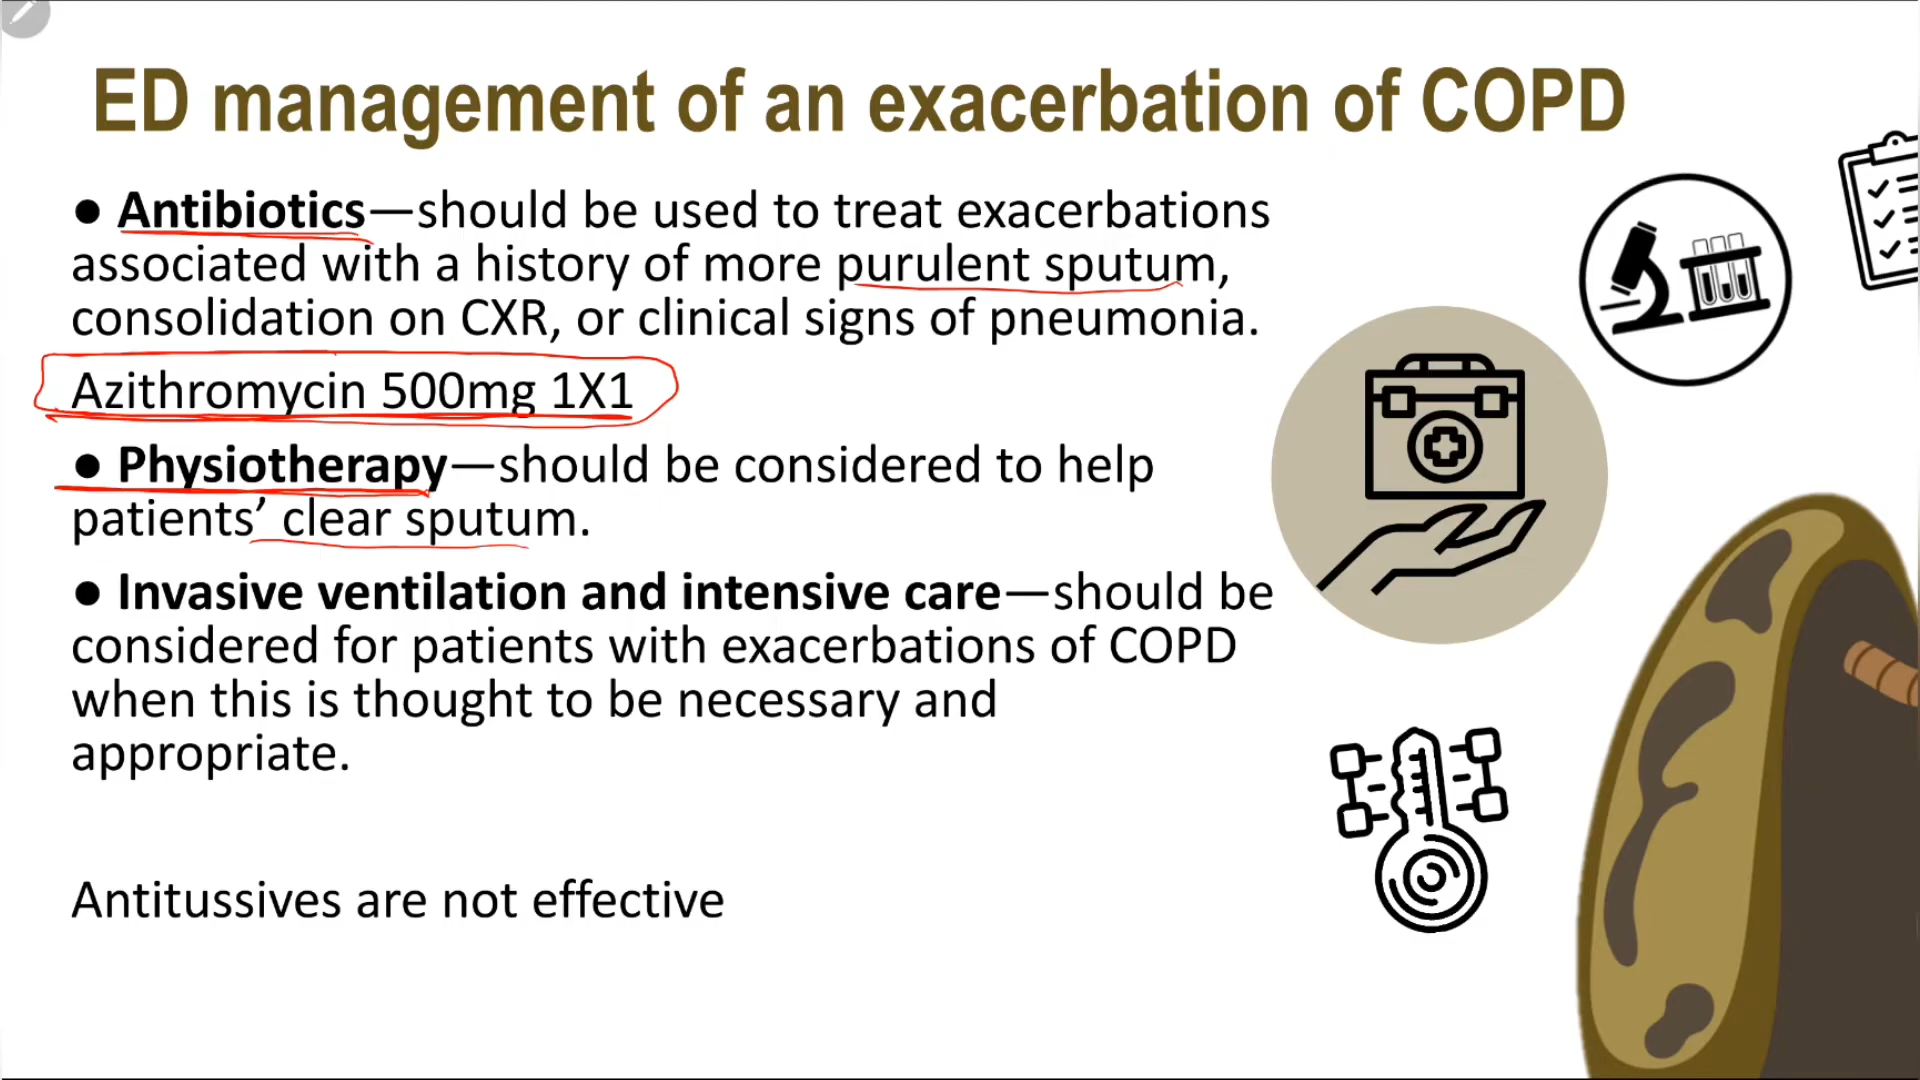 ED management of an exacerbation of COPD
● Antibiotics—should be used to treat exacerbations
associated with a history of more purulent sputum,
consolidation on CXR, or clinical signs of pneumonia.
Azithromycin 500mg 1X1
● Physiotherapy—should be considered to help
patients’ clear sputum.
● Invasive ventilation and intensive care—should be
considered for patients with exacerbations of COPD
when this is thought to be necessary and
appropriate.
Antitussives are not effective